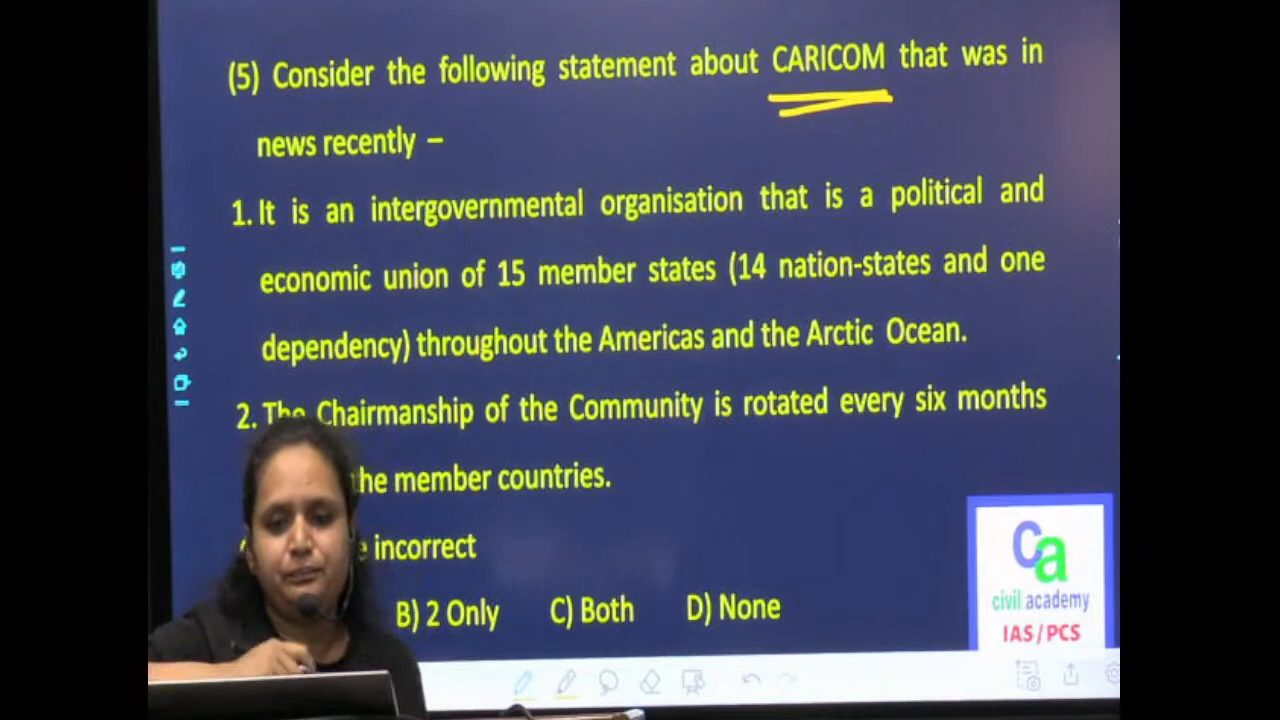 (5) Consider the following statement about CARICOM that was in
news recently –
1. It is an intergovernmental organisation that is a political and
economic union of 15 member states (14 nation-states and one
dependency) throughout the Americas and the Arctic Ocean.
2. The Chairmanship of the Community is rotated every six months
the member countries.
incorrect
B) 2 Only C) Both D) None
Ca
civil academy
IAS/PCS